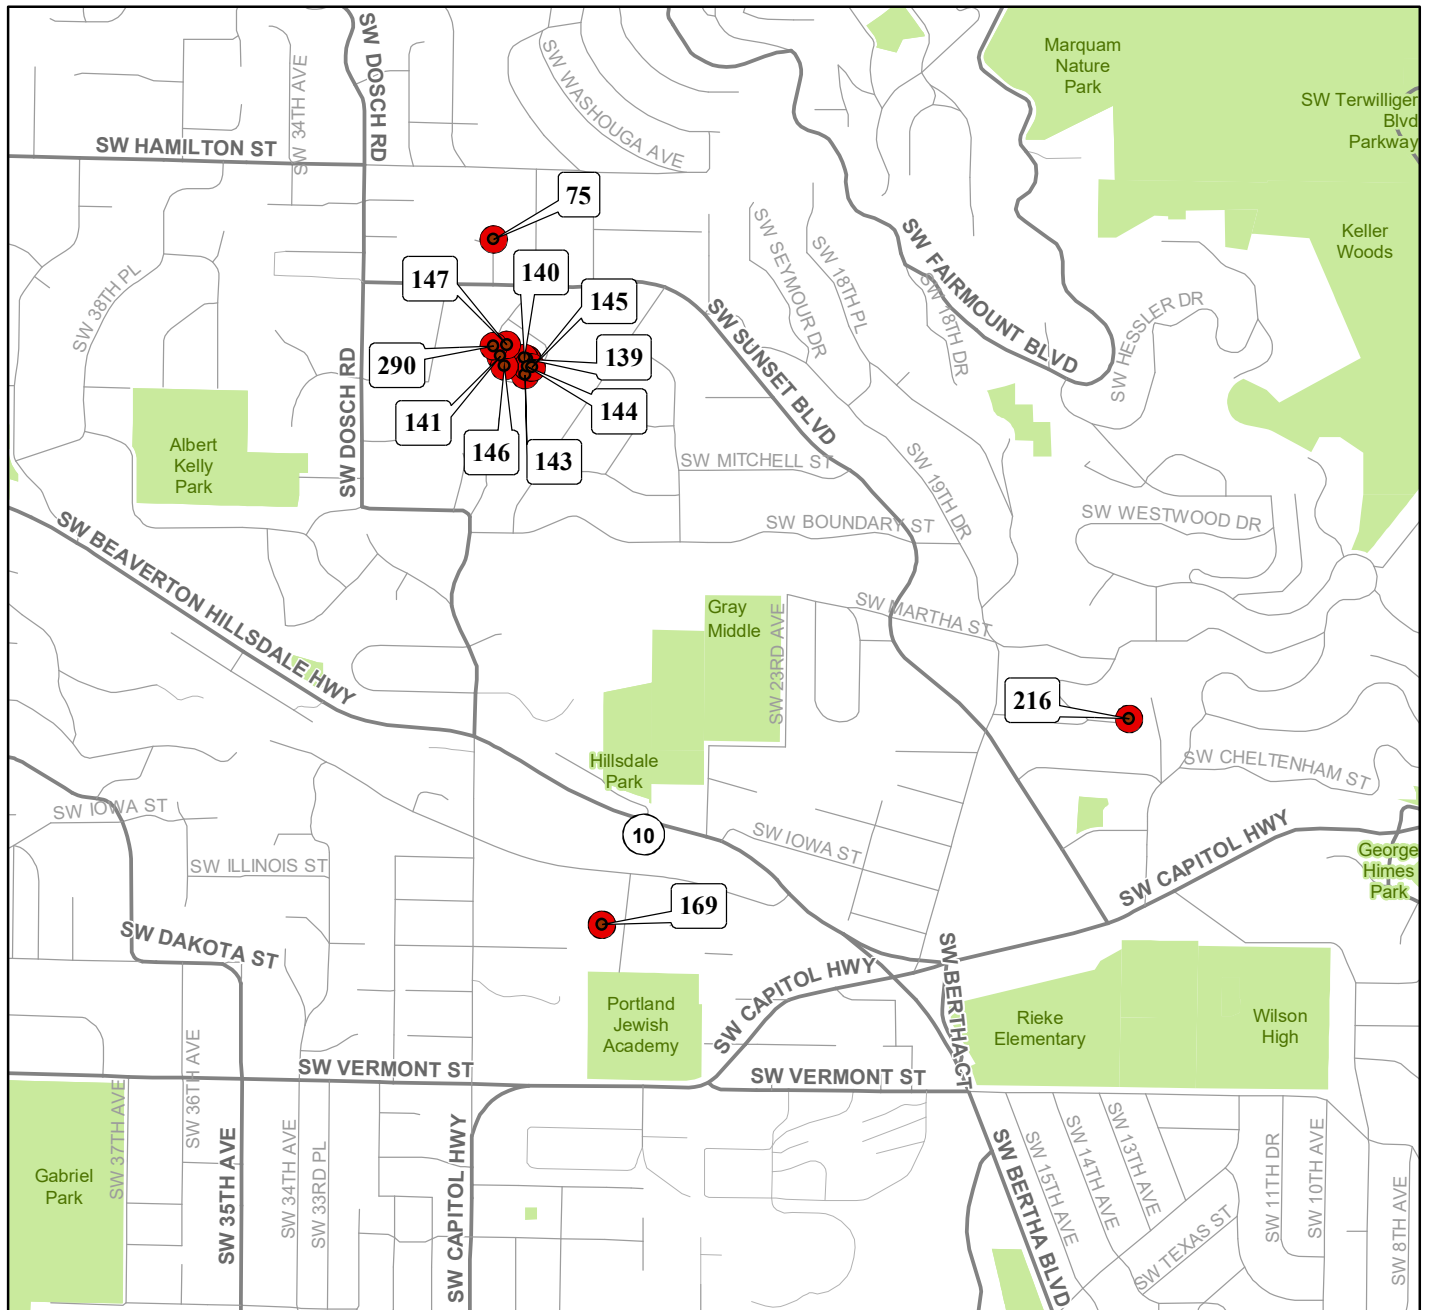 SW DOSCH RD
SW 34TH AVE
SW WASHOUGA AVE
Marquam
Nature
Park
SW Terwilliger
Blvd
Parkway
SW HAMILTON ST
75
SW 38TH PL
SW SEYMOUR DR
SW 18TH PL
SW FAIRMOUNT BLVD
SW 18TH DR
Keller
Woods
147
140
145
SW HESSLER DR
290
139
SW DOSCH RD
SW SUNSET BLVD
141
144
146
143
Albert
Kelly
Park
SW MITCHELL ST
SW 19TH DR
SW BOUNDARY ST
SW WESTWOOD DR
SW BEAVERTON HILLSDALE HWY
Gray
Middle
SW 23RD AVE
SW MARTHA ST
216
Hillsdale
Park
SW CHELTENHAM ST
SW IOWA ST
10
SW IOWA ST
SW CAPITOL HWY
George
Himes
Park
SW ILLINOIS ST
169
SW DAKOTA ST
SW CAPITOL HWY
SW BERTHA CT
Portland
Jewish
Academy
Rieke
Elementary
Wilson
High
SW VERMONT ST
SW VERMONT ST
SW 37TH AVE
SW 36TH AVE
SW 35TH AVE
SW 34TH AVE
SW 33RD PL
SW CAPITOL HWY
Gabriel
Park
SW BERTHA BLVD
SW 15TH AVE
SW 14TH AVE
SW 13TH AVE
SW TEXAS ST
SW 11TH DR
SW 10TH AVE
SW 8TH AVE